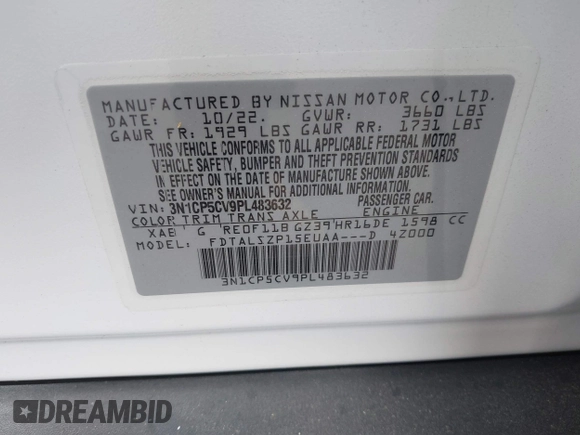 MANUFACTURED BY NISSAN MOTOR CO.,LTD.
DATE: 10/22. GVWR: 3660 LBS
GAWR FR: 1929 LBS GAWR RR: 1731 LBS
THIS VEHICLE CONFORMS TO ALL APPLICABLE FEDERAL MOTOR
VEHICLE SAFETY, BUMPER AND THEFT PREVENTION STANDARDS
IN EFFECT ON THE DATE OF MANUFACTURE SHOWN ABOVE.
SEE OWNER'S MANUAL FOR ADDITIONAL INFORMATION.
VIN: 3N1CP5CV9PL483632 PASSENGER CAR.
COLOR TRIM TRANS AXLE ENGINE
XAB G RE0F11B GZ39 HR16DE 1598 CC
MODEL: FDTALSZP15EUAA---D 4Z000
3N1CP5CV9PL483632
DREAMBID